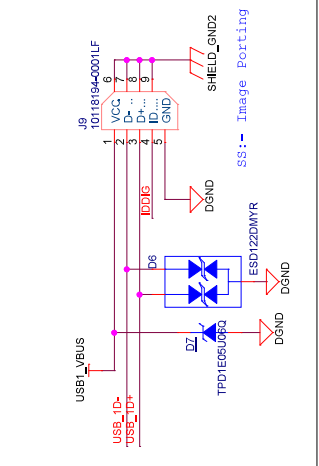 J9
10118194-0001LF
VCC
D- ...
D+...
ID....
GND
1
2
3
4
5
6
7
8
9
SHIELD_GND2
SS:- Image Porting
IDDIG
DGND
D6
ESD122DMYR
DGND
D7
TPD1E05U06Q
DGND
USB1_VBUS
USB_1D-
USB_1D+